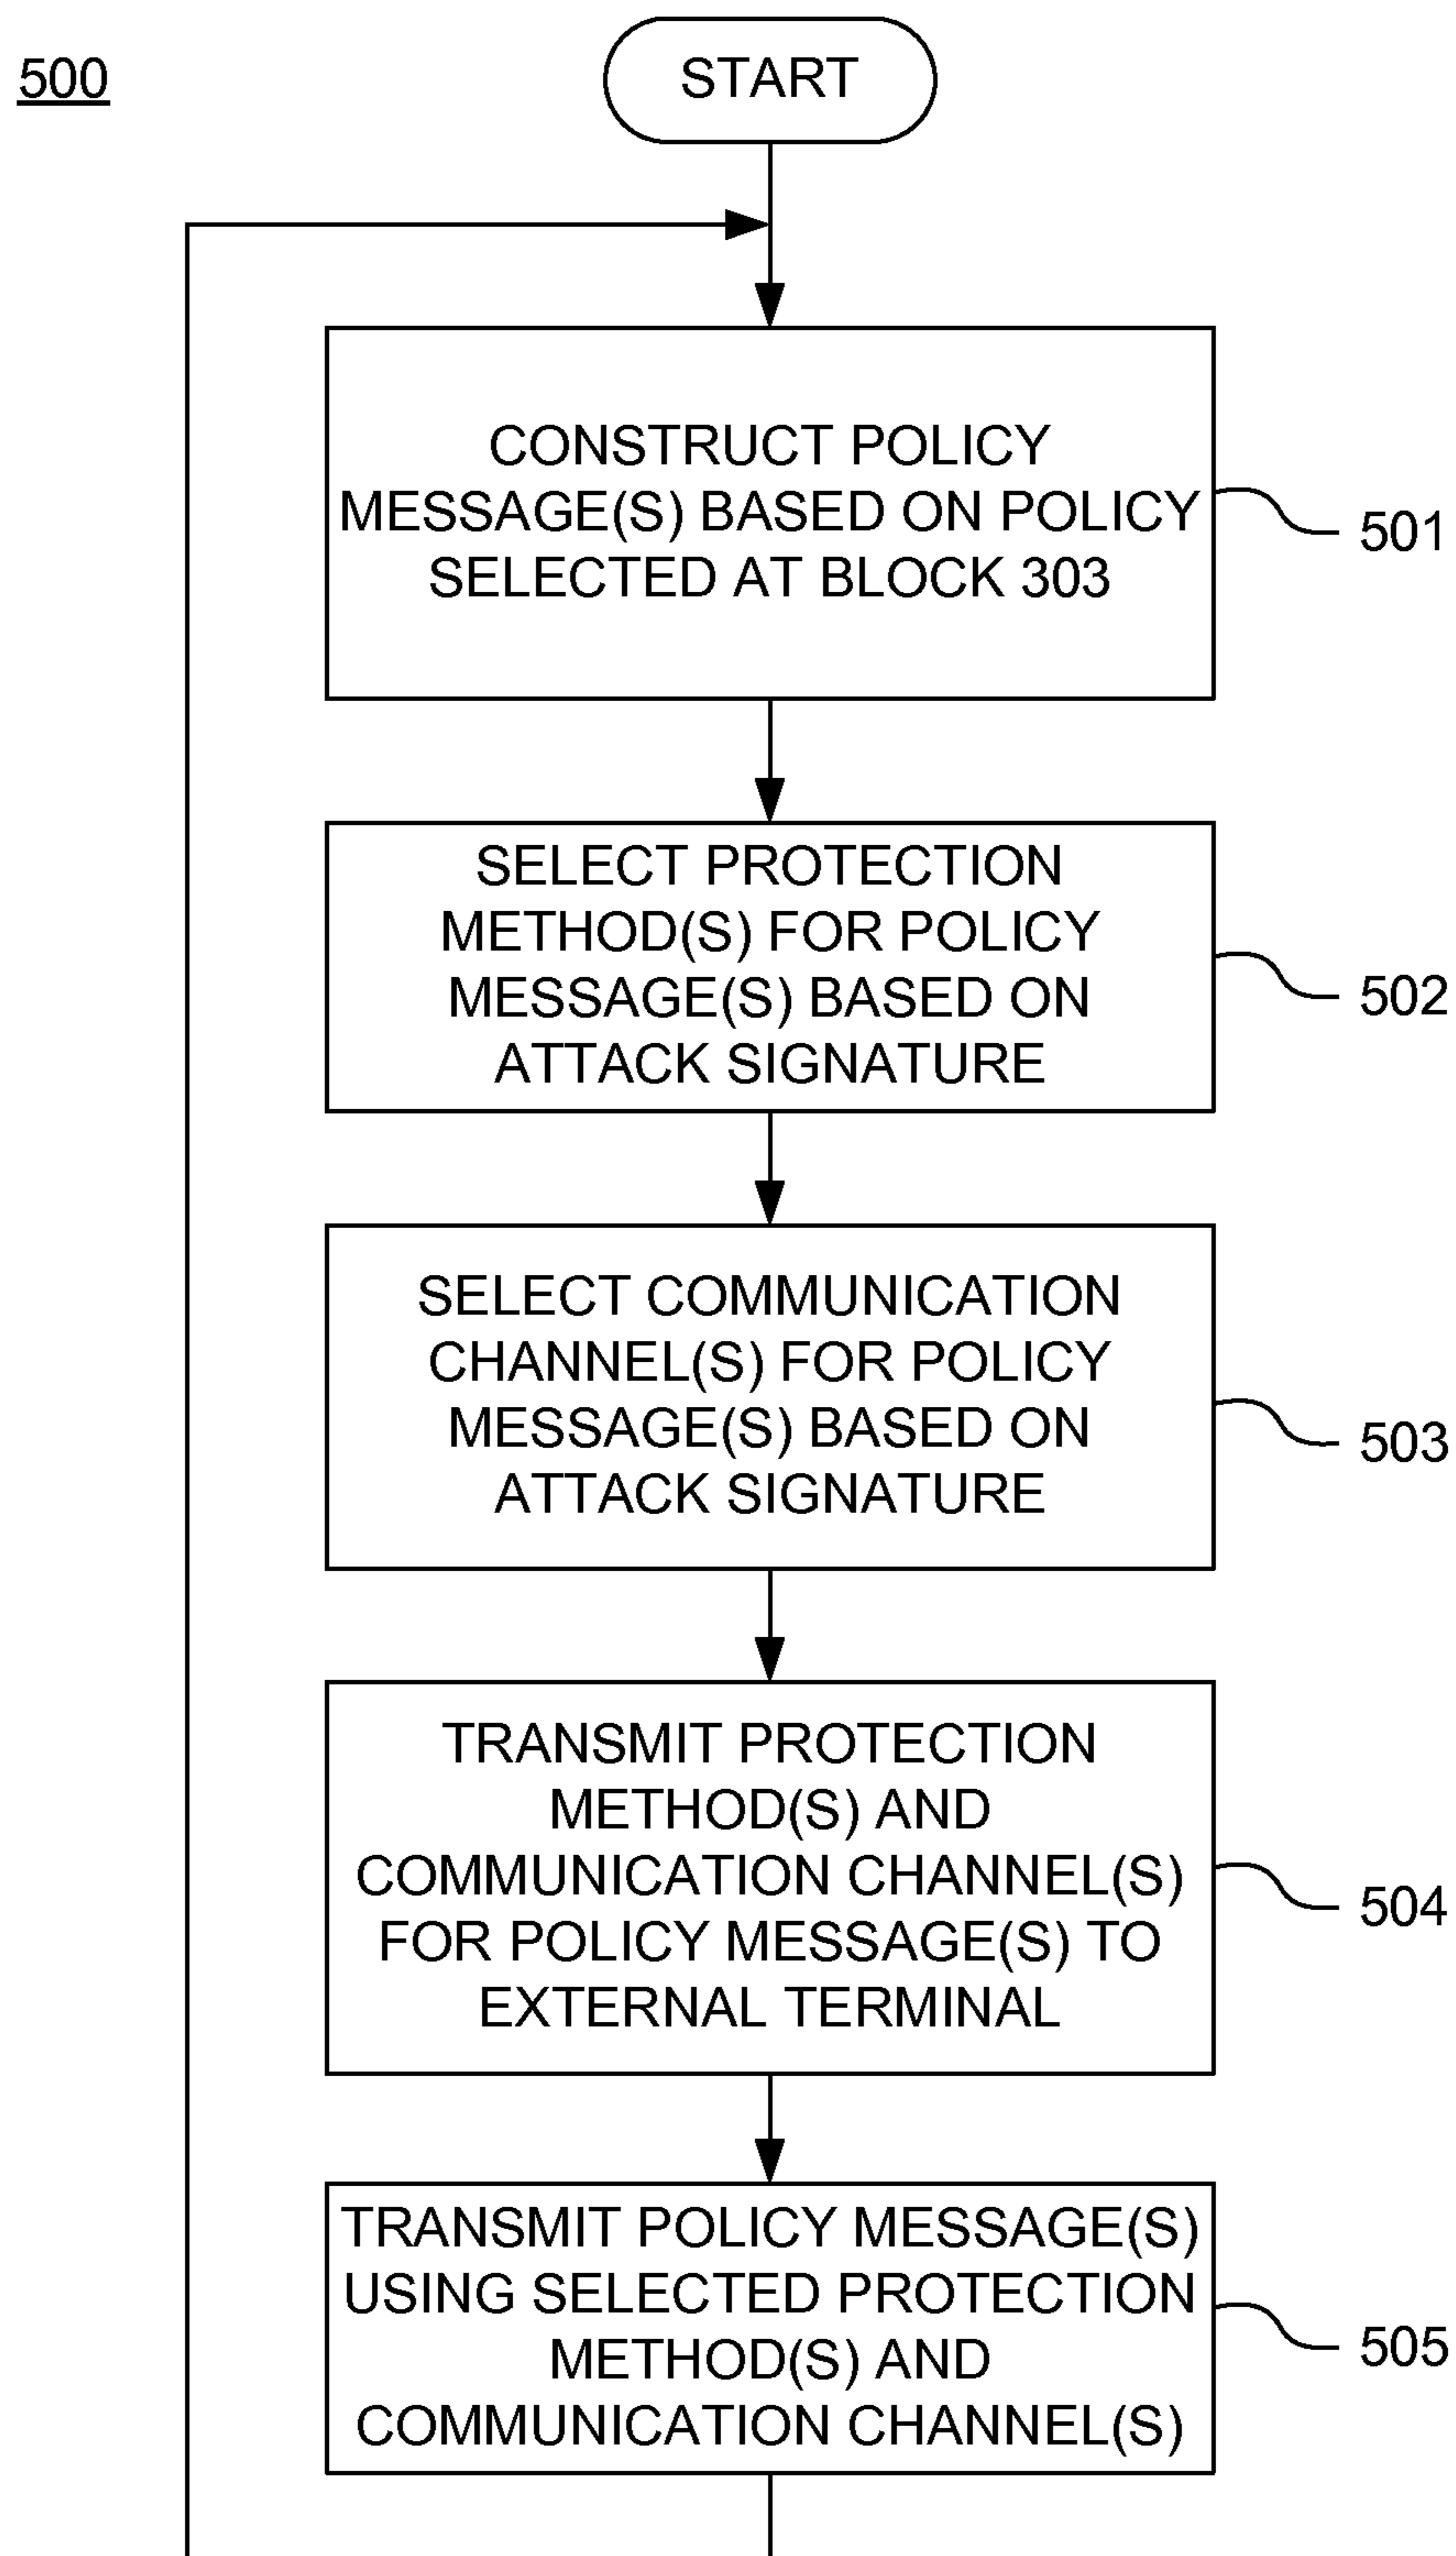 500
START
CONSTRUCT POLICY
MESSAGE(S) BASED ON POLICY
SELECTED AT BLOCK 303
501
SELECT PROTECTION
METHOD(S) FOR POLICY
MESSAGE(S) BASED ON
ATTACK SIGNATURE
502
SELECT COMMUNICATION
CHANNEL(S) FOR POLICY
MESSAGE(S) BASED ON
ATTACK SIGNATURE
503
TRANSMIT PROTECTION
METHOD(S) AND
COMMUNICATION CHANNEL(S)
FOR POLICY MESSAGE(S) TO
EXTERNAL TERMINAL
504
TRANSMIT POLICY MESSAGE(S)
USING SELECTED PROTECTION
METHOD(S) AND
COMMUNICATION CHANNEL(S)
505